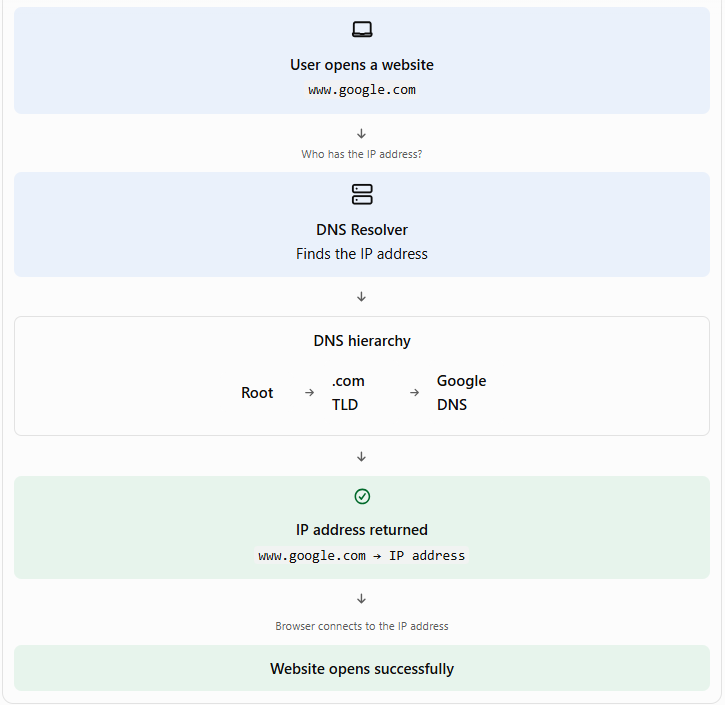 User opens a website
www.google.com
↓
Who has the IP address?
DNS Resolver
Finds the IP address
↓
DNS hierarchy
Root → .com TLD → Google DNS
↓
IP address returned
www.google.com → IP address
↓
Browser connects to the IP address
Website opens successfully